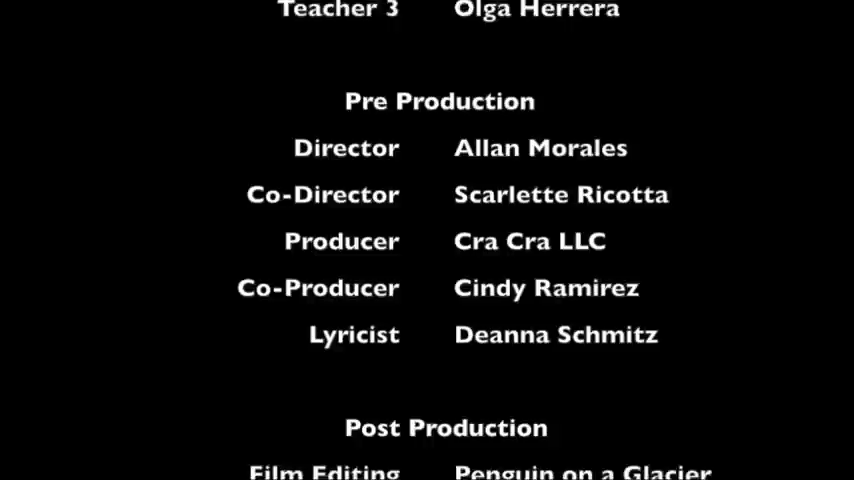 Teacher 3 Olga Herrera
Pre Production
Director Allan Morales
Co-Director Scarlette Ricotta
Producer Cra Cra LLC
Co-Producer Cindy Ramirez
Lyricist Deanna Schmitz
Post Production
Film Editing Penguin on a Glacier